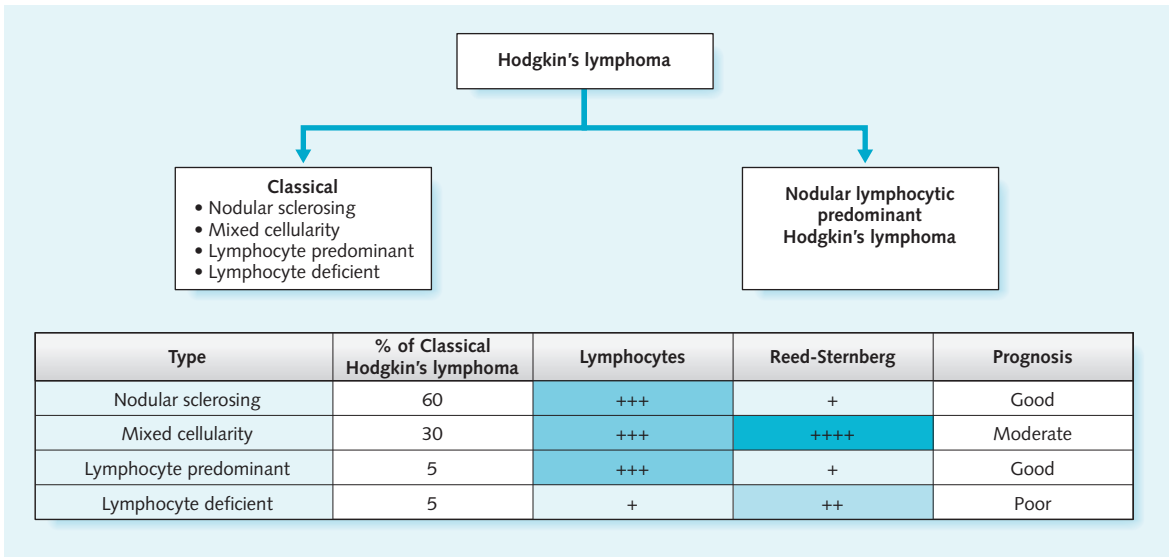 Hodgkin's lymphoma
Classical
• Nodular sclerosing
• Mixed cellularity
• Lymphocyte predominant
• Lymphocyte deficient
Nodular lymphocytic
predominant
Hodgkin's lymphoma
Type % of Classical Hodgkin's lymphoma Lymphocytes Reed-Sternberg Prognosis
Nodular sclerosing 60 +++ + Good
Mixed cellularity 30 +++ ++++ Moderate
Lymphocyte predominant 5 +++ + Good
Lymphocyte deficient 5 + ++ Poor